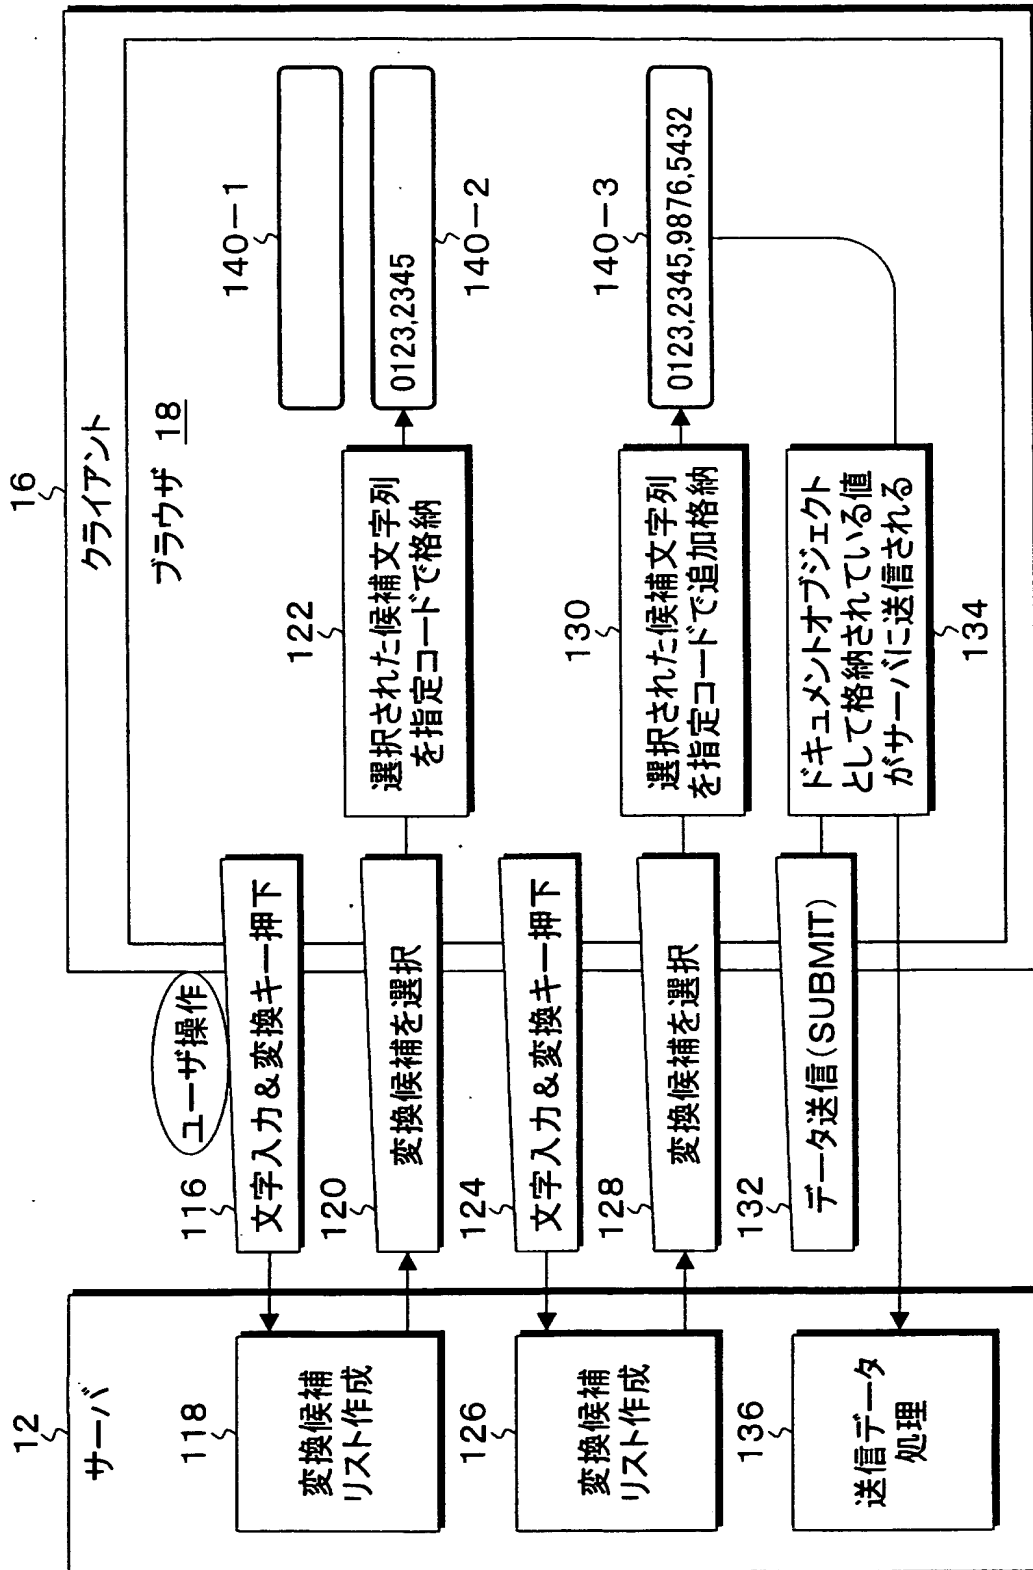 12
サーバ
16
クライアント
ブラウザ 18
ユーザ操作
116
文字入力&変換キー押下
118
変換候補
リスト作成
120
変換候補を選択
122
選択された候補文字列
を指定コードで格納
140-1
0123,2345
140-2
124
文字入力&変換キー押下
126
変換候補
リスト作成
128
変換候補を選択
130
選択された候補文字列
を指定コードで追加格納
140-3
0123,2345,9876,5432
132
データ送信(SUBMIT)
ドキュメントオブジェクト
として格納されている値
がサーバに送信される
134
136
送信データ
処理